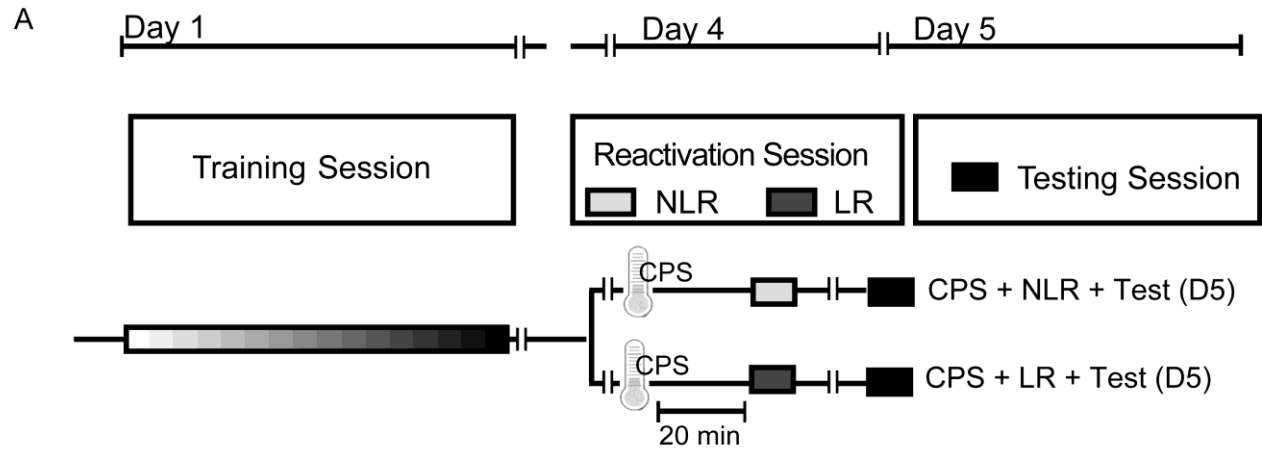 A
Day 1
Day 4
Day 5
Training Session
Reactivation Session
NLR
LR
Testing Session
CPS
CPS + NLR + Test (D5)
CPS
CPS + LR + Test (D5)
20 min